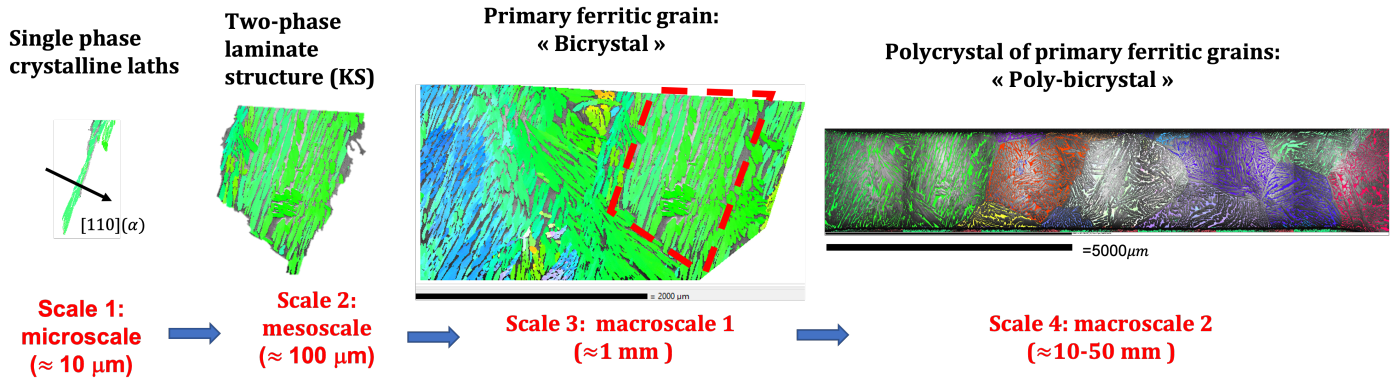 Single phase
crystalline laths
[110](α)
Scale 1:
microscale
(≈ 10 μm)
Two-phase
laminate
structure (KS)
Scale 2:
mesoscale
(≈ 100 μm)
Primary ferritic grain:
« Bicrystal »
= 2000 μm
Scale 3: macroscale 1
(≈1 mm )
Polycrystal of primary ferritic grains:
« Poly-bicrystal »
=5000μm
Scale 4: macroscale 2
(≈10-50 mm )